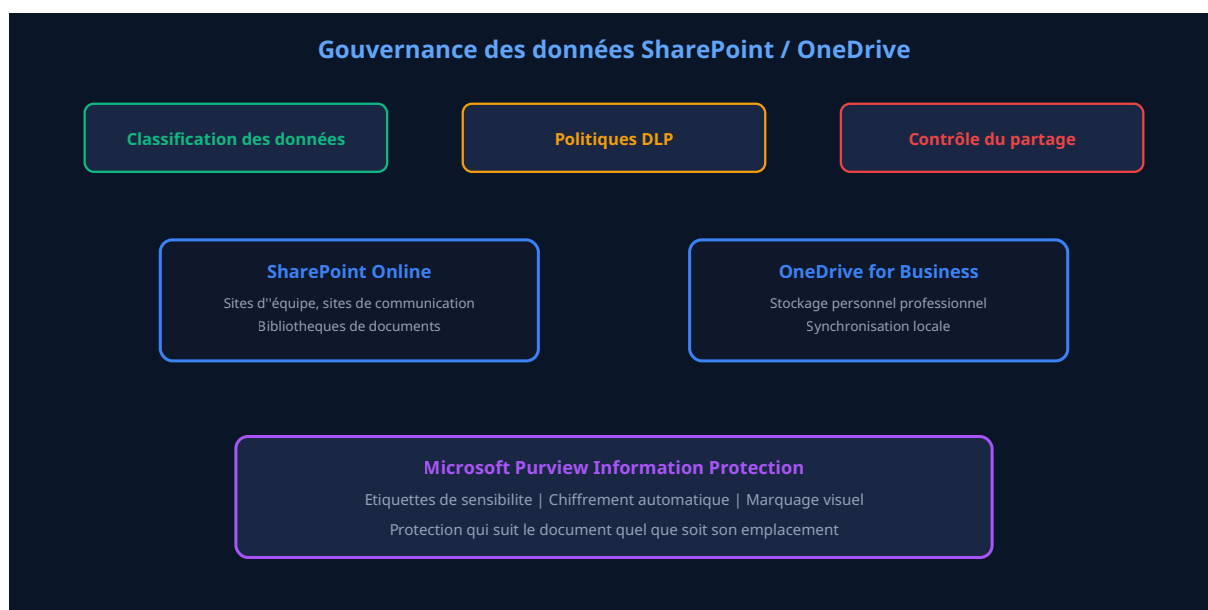 Gouvernance des données SharePoint / OneDrive
Classification des données
Politiques DLP
Contrôle du partage
SharePoint Online
Sites d''équipe, sites de communication
Bibliotheques de documents
OneDrive for Business
Stockage personnel professionnel
Synchronisation locale
Microsoft Purview Information Protection
Etiquettes de sensibilite | Chiffrement automatique | Marquage visuel
Protection qui suit le document quel que soit son emplacement